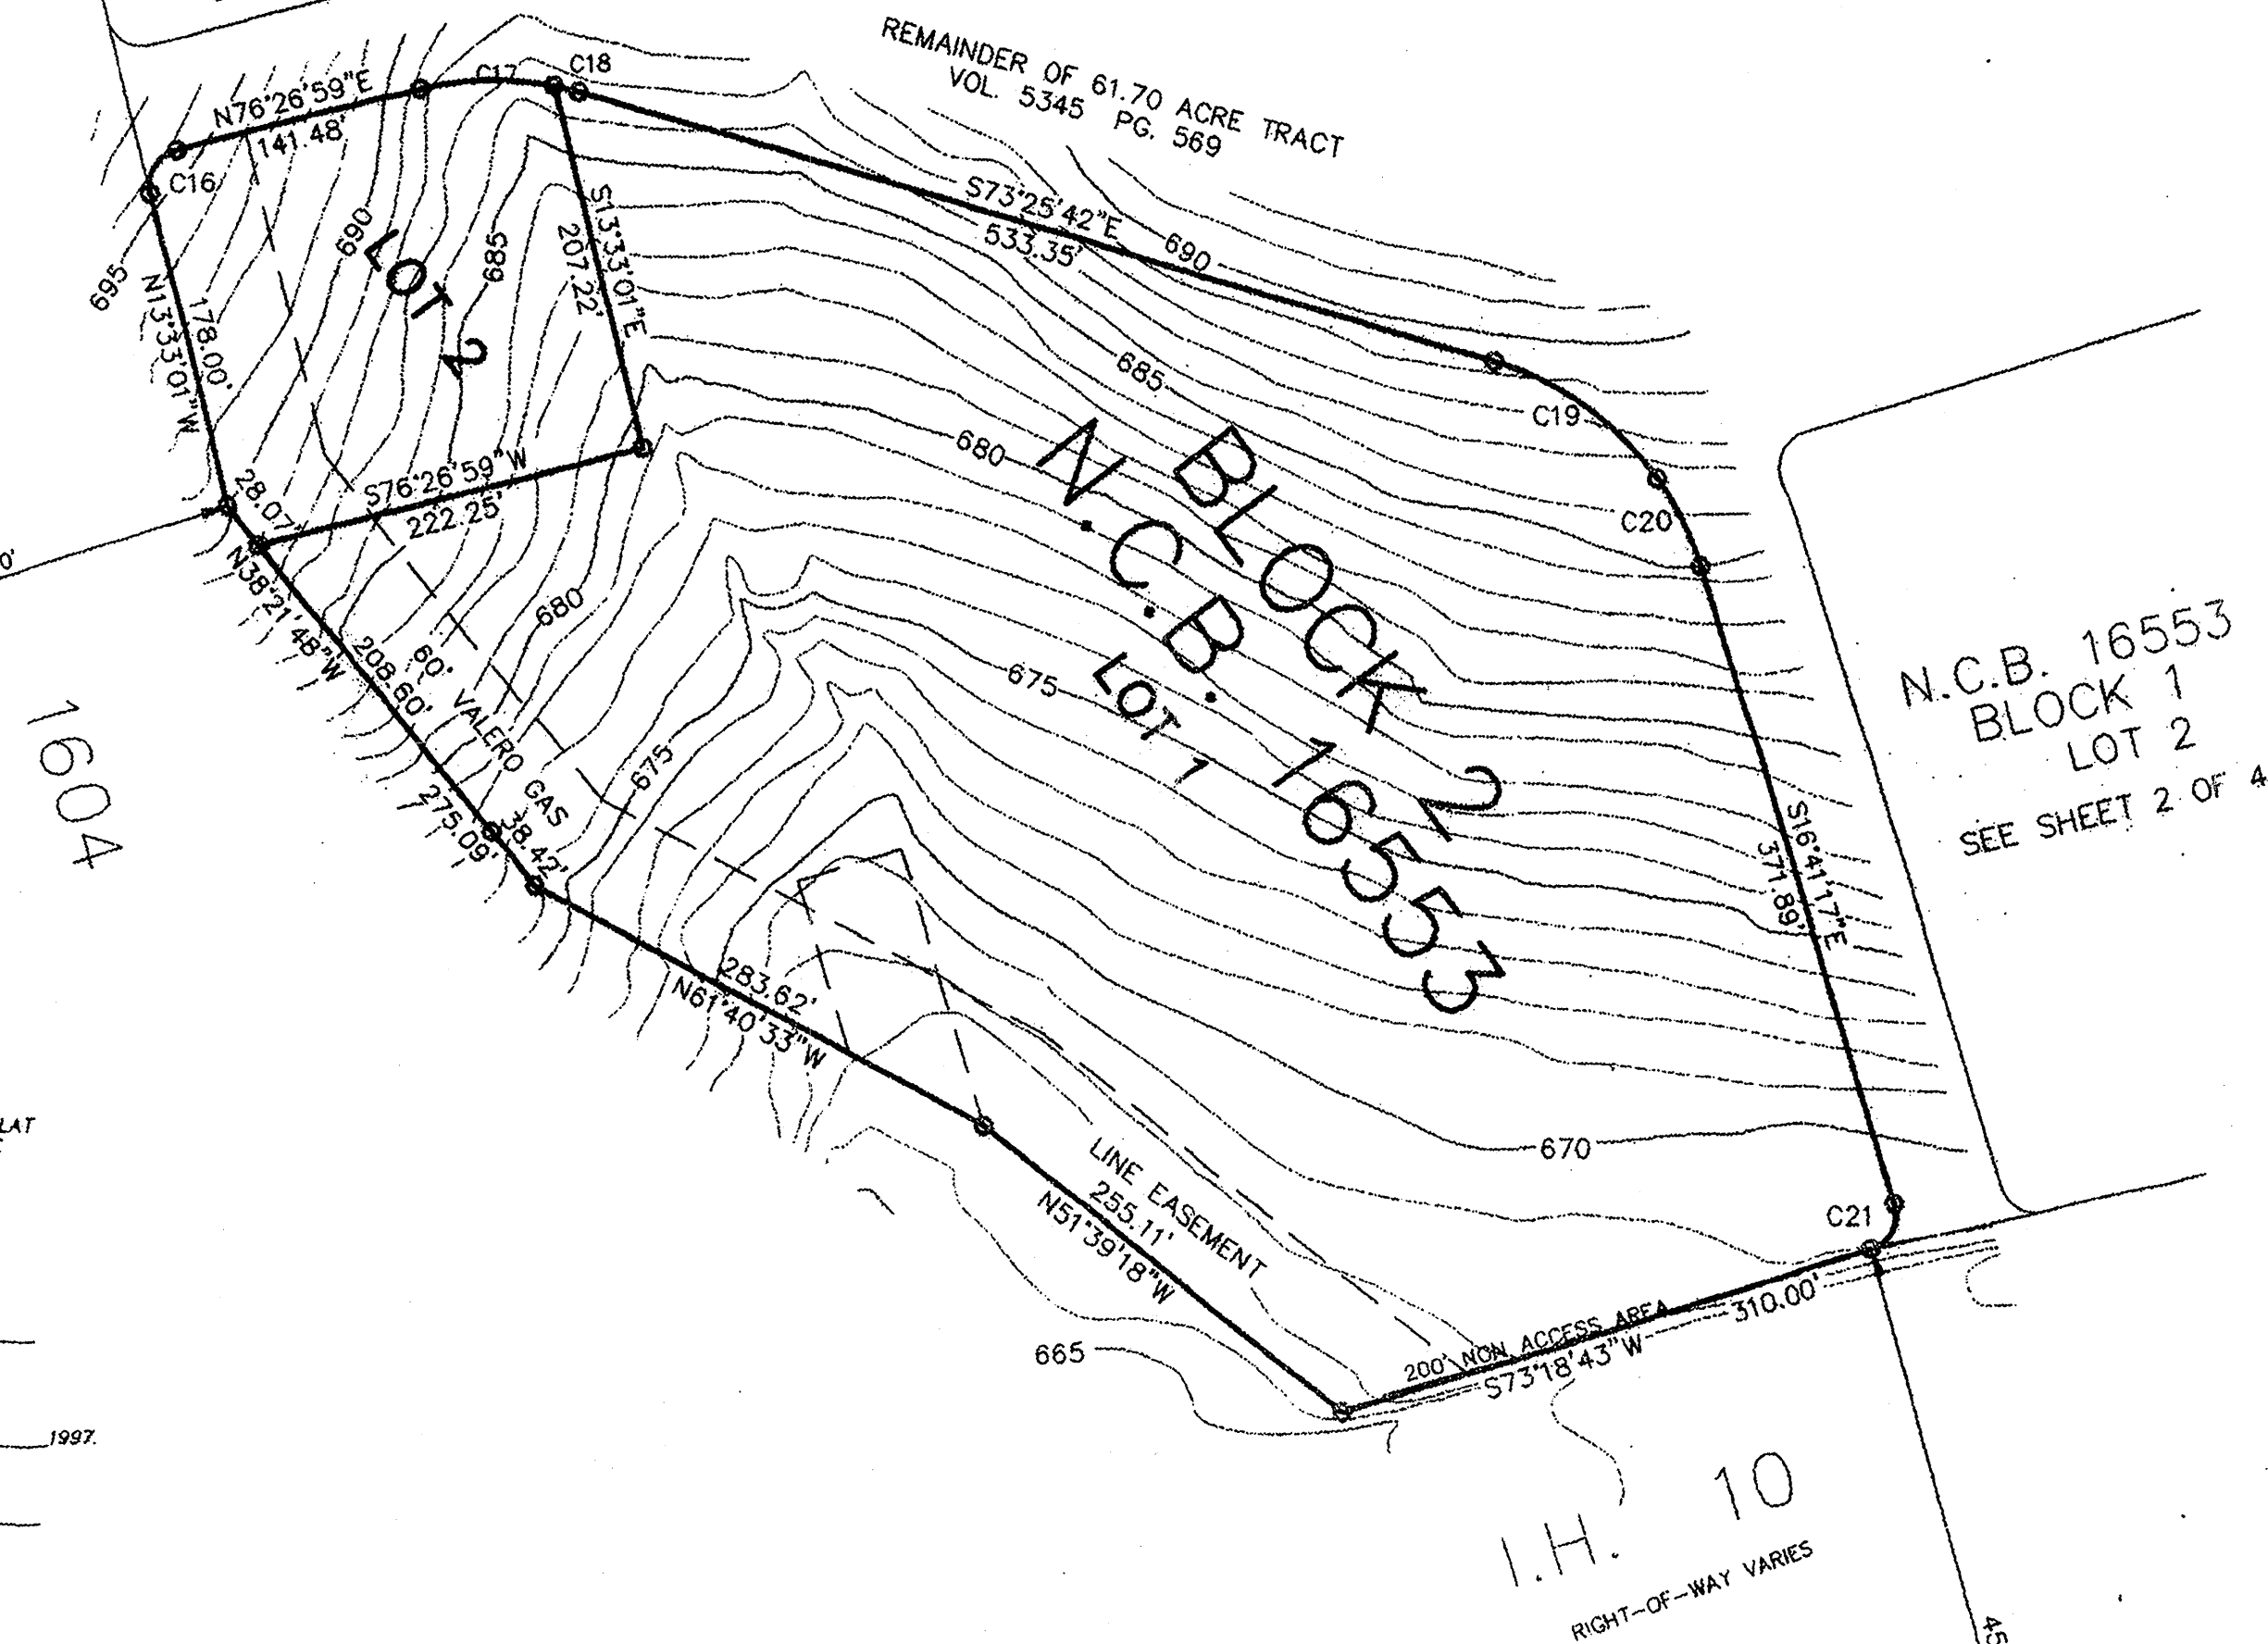 REMAINDER OF 61.70 ACRE TRACT
VOL. 5345 PG. 569
C17
C18
N76°26'59"E
141.48'
C16
695
690
685
LOT 2
S13°33'01"E
207.22'
N13°33'01"W
178.00'
S73°25'42"E
533.35'
690
685
C19
C20
680
S76°26'59"W
222.25'
28.07'
0'
N38°21'48"W
208.60'
275.09'
38.42'
680
60' VALERO GAS
675
675
BLOCK 2
N.C.B. 16553
LOT 1
N.C.B. 16553
BLOCK 1
LOT 2
SEE SHEET 2 OF 4
S16°41'17"E
371.89'
1604
283.62'
N61°40'33"W
LINE EASEMENT
255.11'
N51°39'18"W
670
C21
LAT
665
200' NON ACCESS AREA
310.00'
S73°18'43"W
1997.
I.H. 10
RIGHT-OF-WAY VARIES
45